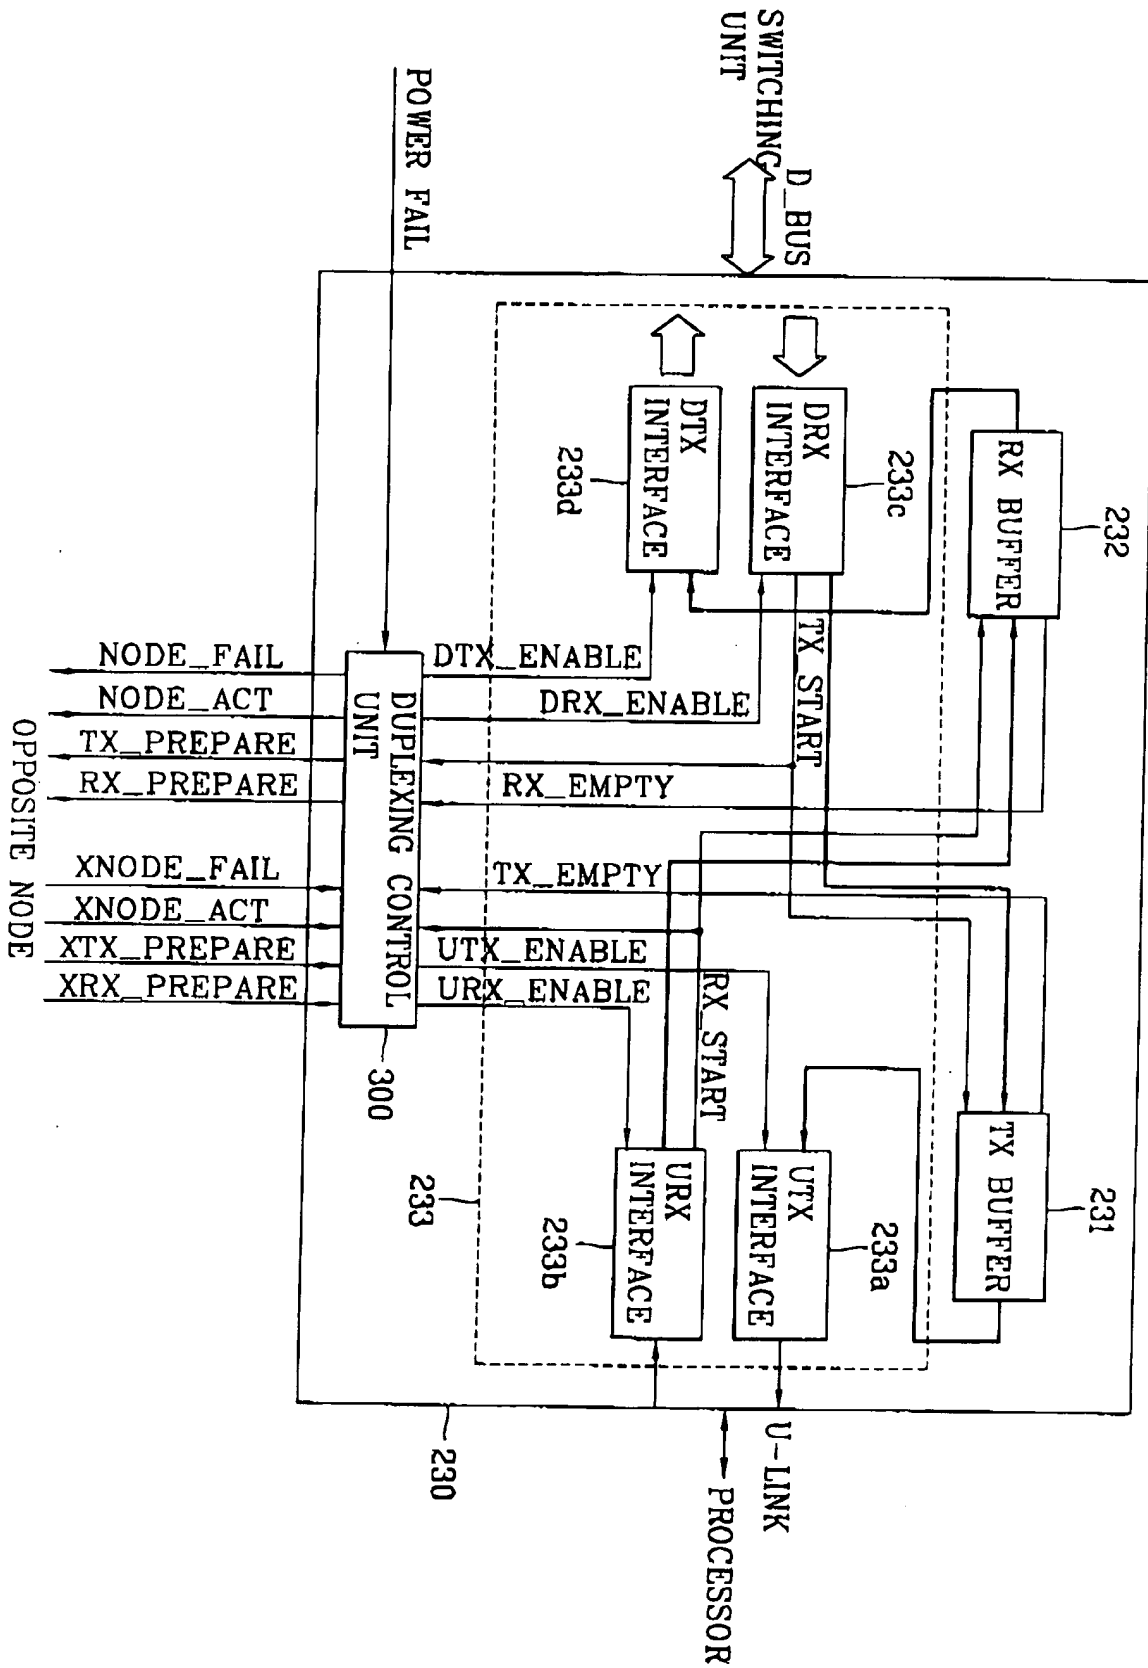 SWITCHING
UNIT
D_BUS
POWER FAIL
RX BUFFER
232
TX BUFFER
231
DRX
INTERFACE
233c
DTX
INTERFACE
233d
UTX
INTERFACE
233a
URX
INTERFACE
233b
TX_START
RX_START
DTX_ENABLE
DRX_ENABLE
RX_EMPTY
TX_EMPTY
UTX_ENABLE
URX_ENABLE
233
DUPLEXING CONTROL
UNIT
300
230
U-LINK
PROCESSOR
NODE_FAIL
NODE_ACT
TX_PREPARE
RX_PREPARE
XNODE_FAIL
XNODE_ACT
XTX_PREPARE
XRX_PREPARE
OPPOSITE NODE